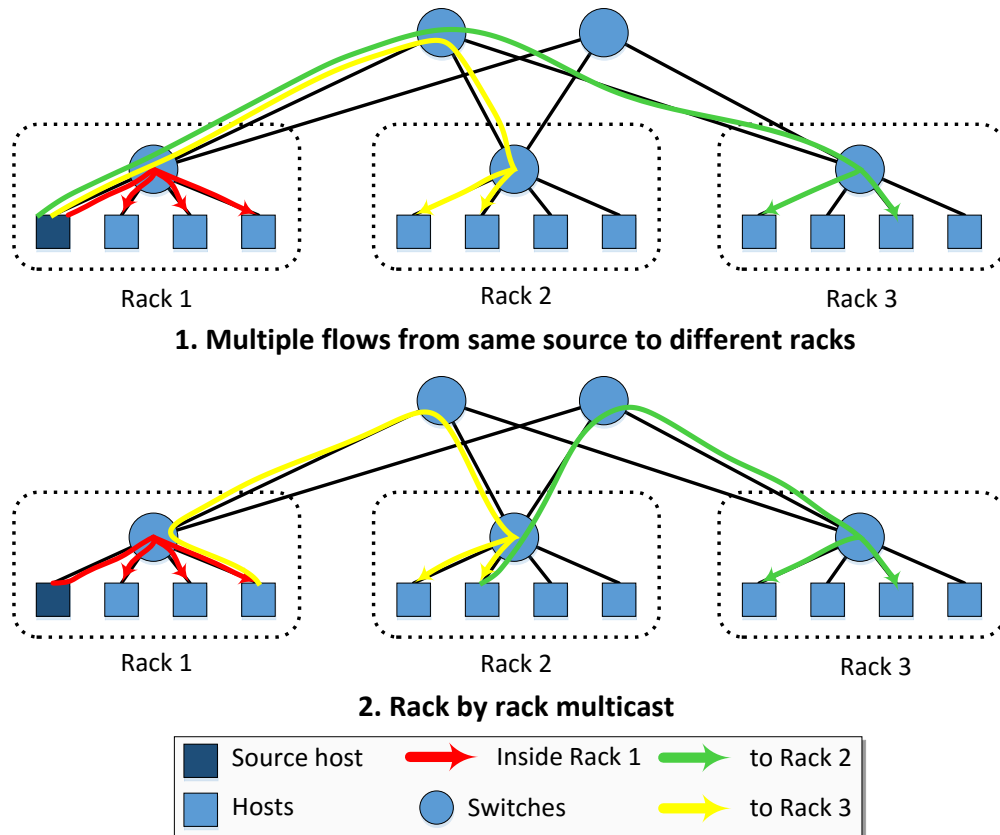 Rack 1
Rack 2
Rack 3
1. Multiple flows from same source to different racks
Rack 1
Rack 2
Rack 3
2. Rack by rack multicast
Source host
Inside Rack 1
to Rack 2
Hosts
Switches
to Rack 3